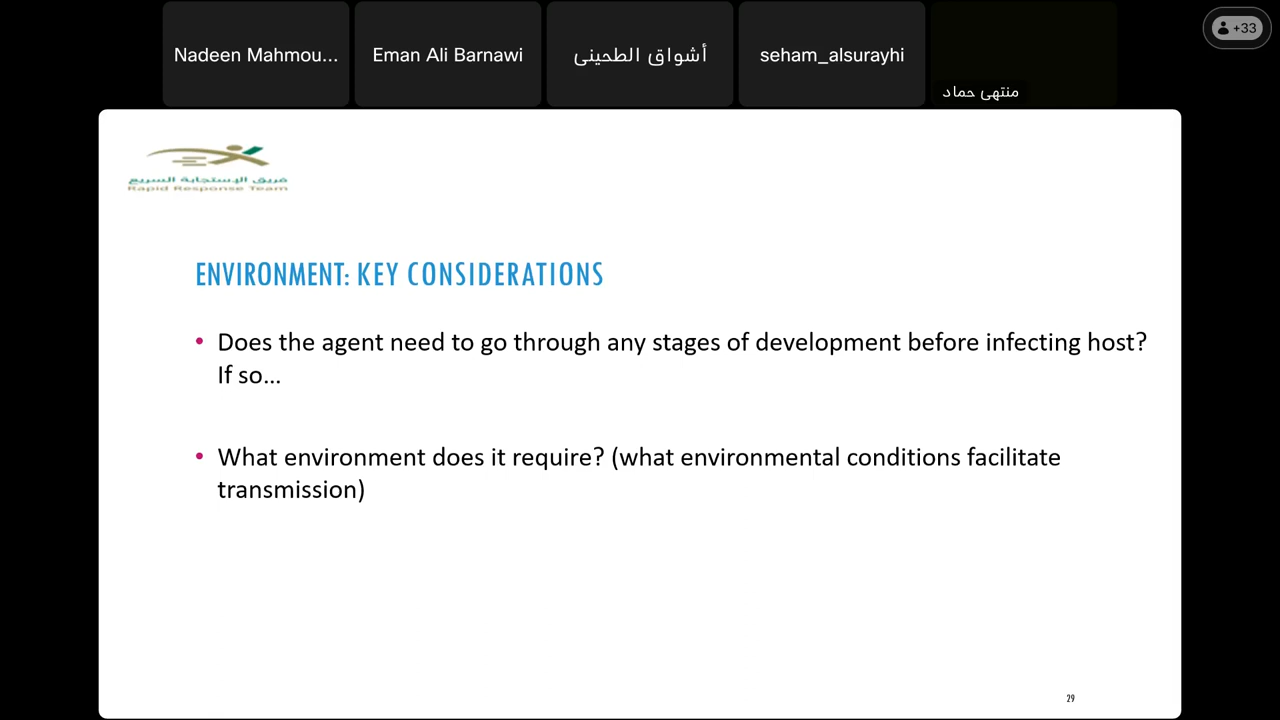 Nadeen Mahmou...
Eman Ali Barnawi
أشواق الطحينى
seham_alsurayhi
منتهى حماد
+33
فريق الإستجابة السريع
Rapid Response Team
ENVIRONMENT: KEY CONSIDERATIONS
• Does the agent need to go through any stages of development before infecting host?
If so...
• What environment does it require? (what environmental conditions facilitate
transmission)
29